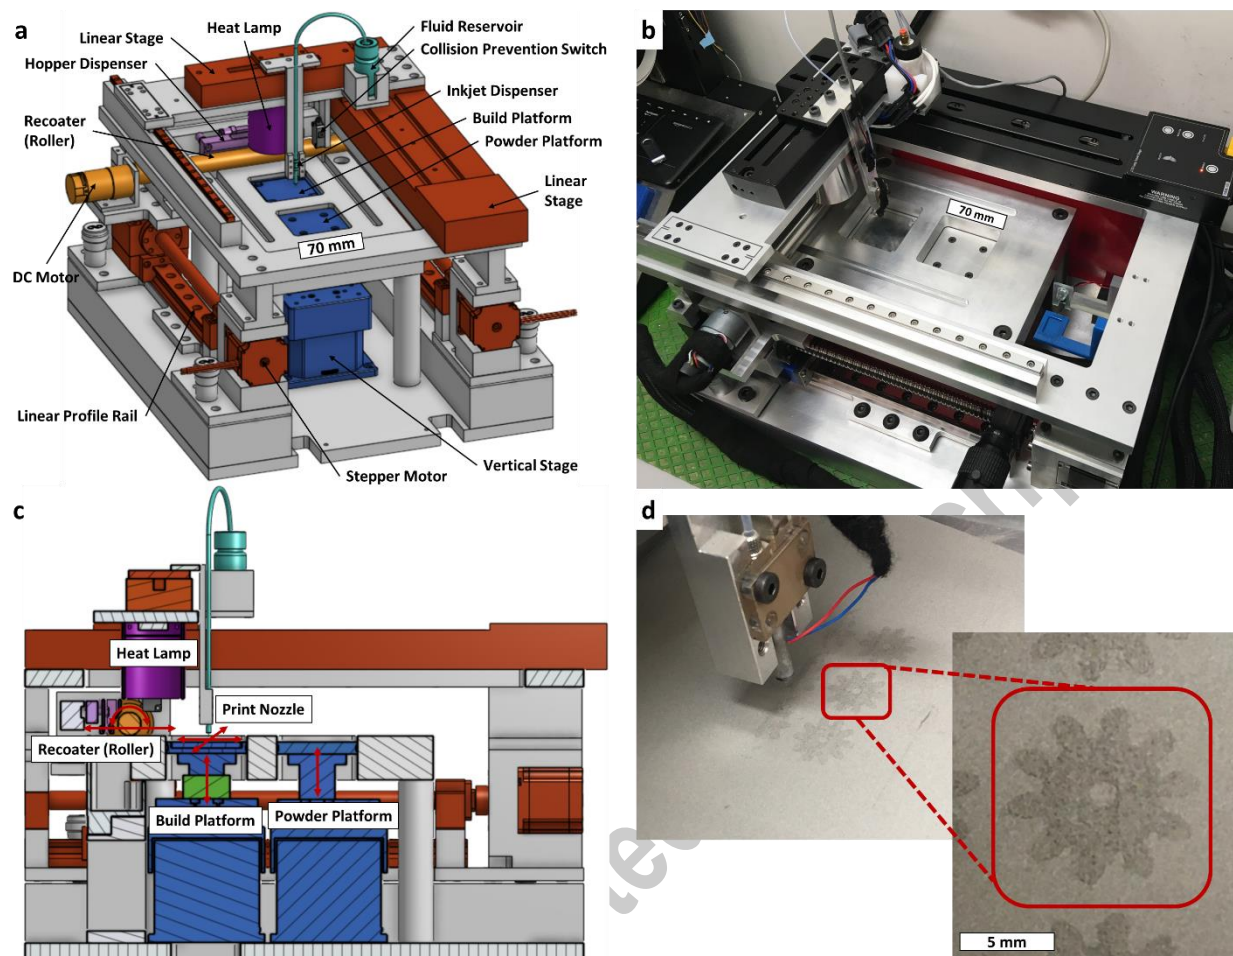 a
Linear Stage
Heat Lamp
Fluid Reservoir
Collision Prevention Switch
Hopper Dispenser
Inkjet Dispenser
Recoater
(Roller)
Build Platform
Powder Platform
Linear
Stage
70 mm
DC Motor
Linear Profile Rail
Stepper Motor
Vertical Stage
b
70 mm
WARNING
c
Heat Lamp
Print Nozzle
Recoater (Roller)
Build Platform
Powder Platform
d
5 mm